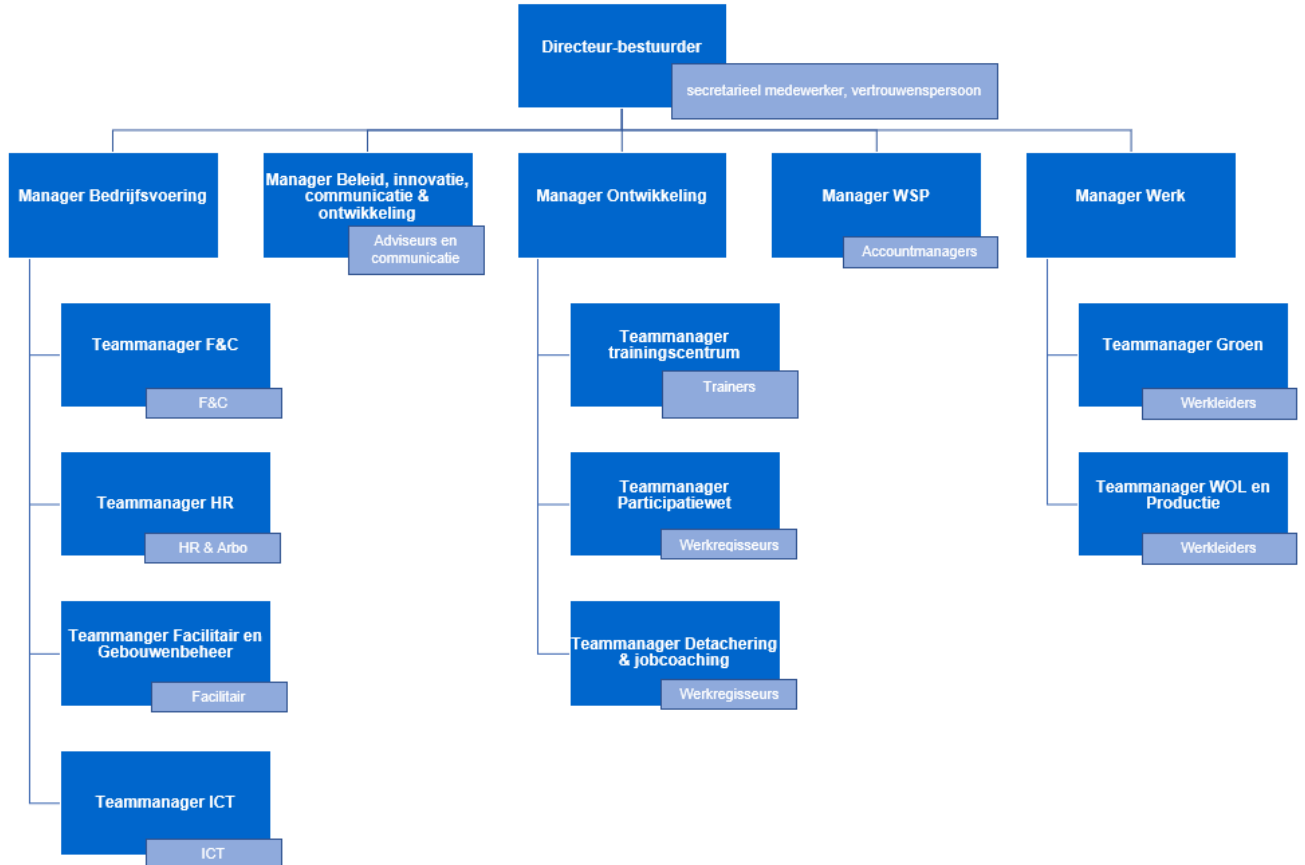 Directeur-bestuurder
secretarieel medewerker, vertrouwenspersoon
Manager Bedrijfsvoering
Manager Beleid, innovatie,
communicatie &
ontwikkeling
Adviseurs en
communicatie
Manager Ontwikkeling
Manager WSP
Accountmanagers
Manager Werk
Teammanager F&C
F&C
Teammanager HR
HR & Arbo
Teammanger Facilitair en
Gebouwenbeheer
Facilitair
Teammanager ICT
ICT
Teammanager
trainingscentrum
Trainers
Teammanager
Participatiewet
Werkregisseurs
Teammanager Detachering
& jobcoaching
Werkregisseurs
Teammanager Groen
Werkleiders
Teammanager WOL en
Productie
Werkleiders